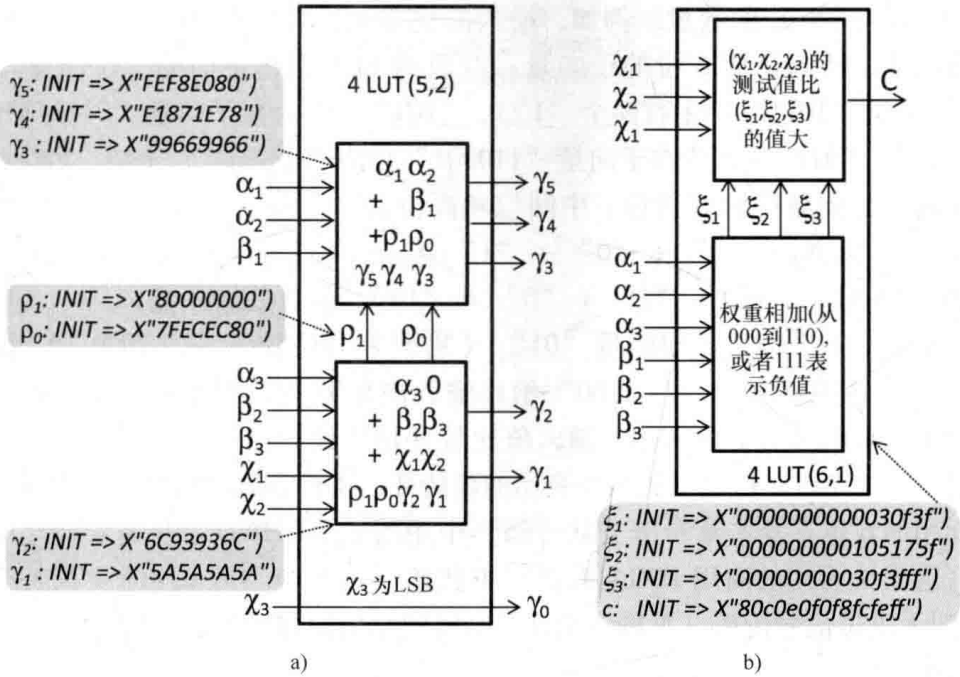 4 LUT (5,2)
γ5: INIT => X"FEF8E080")
γ4: INIT => X"E1871E78")
γ3 : INIT => X"99669966")
α1
α2
β1
α1 α2
+ β1
+ρ1ρ0
γ5 γ4 γ3
γ5
γ4
γ3
ρ1: INIT => X"80000000")
ρ0: INIT => X"7FECEC80")
ρ1 ρ0
α3
β2
β3
χ1
χ2
α3 0
+ β2β3
+ χ1χ2
ρ1ρ0γ2 γ1
γ2
γ1
γ2: INIT => X"6C93936C")
γ1 : INIT => X"5A5A5A5A")
χ3
χ3 为LSB
γ0
a)
χ1
χ2
χ1
(χ1,χ2,χ3)的
测试值比
(ξ1,ξ2,ξ3)
的值大
C
ξ1 ξ2 ξ3
α1
α2
α3
β1
β2
β3
权重相加(从
000到110),
或者111表
示负值
4 LUT (6,1)
ξ1: INIT => X"0000000000030f3f")
ξ2: INIT => X"000000000105175f")
ξ3: INIT => X"00000000030f3fff")
c: INIT => X"80c0e0f0f8fcfeff")
b)